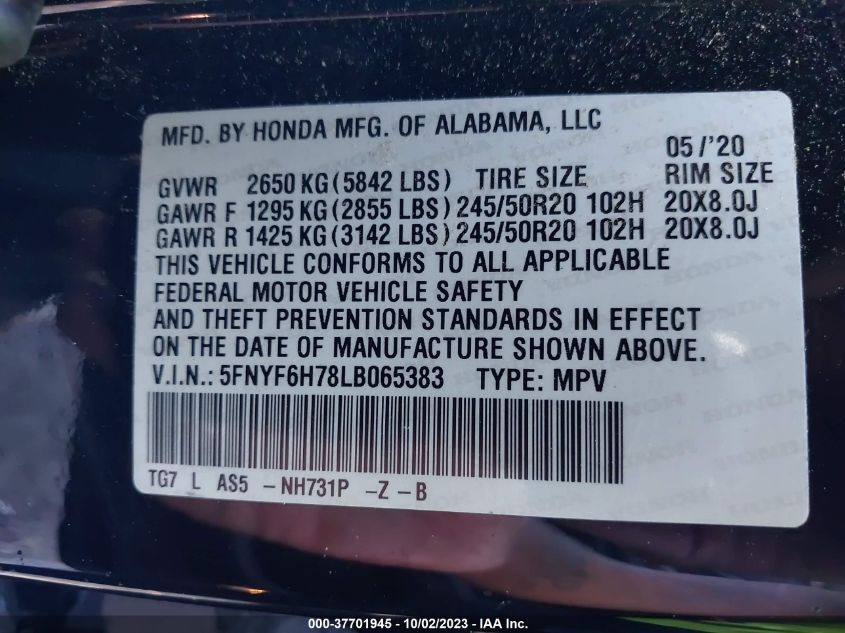 MFD. BY HONDA MFG. OF ALABAMA, LLC
05/'20
GVWR 2650 KG (5842 LBS) TIRE SIZE RIM SIZE
GAWR F 1295 KG (2855 LBS) 245/50R20 102H 20X8.0J
GAWR R 1425 KG (3142 LBS) 245/50R20 102H 20X8.0J
THIS VEHICLE CONFORMS TO ALL APPLICABLE
FEDERAL MOTOR VEHICLE SAFETY
AND THEFT PREVENTION STANDARDS IN EFFECT
ON THE DATE OF MANUFACTURE SHOWN ABOVE.
V.I.N.: 5FNYF6H78LB065383 TYPE: MPV
TG7 L AS5 -NH731P -Z -B
000-37701945 - 10/02/2023 - IAA Inc.